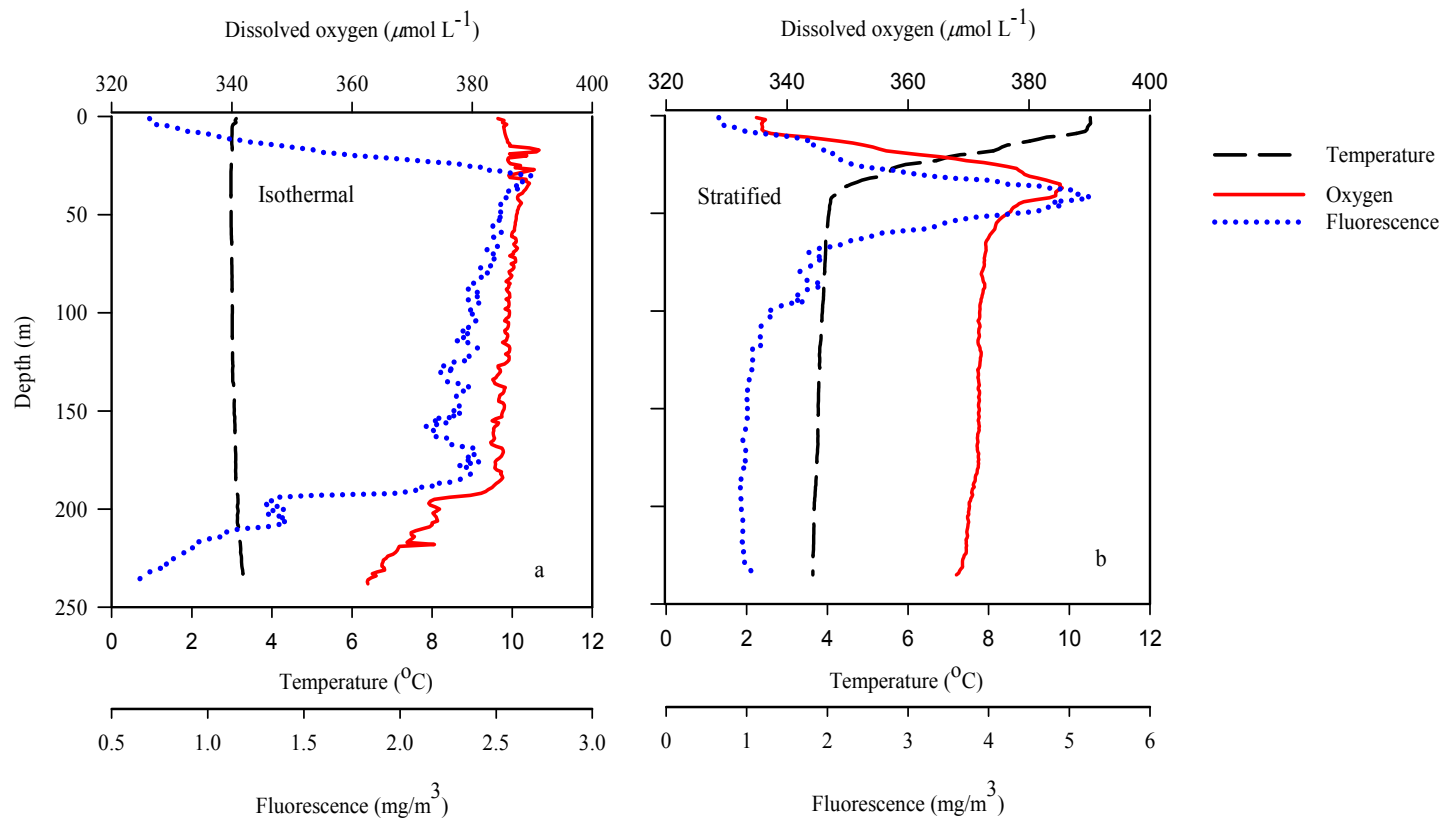 Dissolved oxygen (μmol L⁻¹)
320 340 360 380 400
0
50
100
150
200
250
Depth (m)
Isothermal
a
0 2 4 6 8 10 12
Temperature (°C)
0.5 1.0 1.5 2.0 2.5 3.0
Fluorescence (mg/m³)
Dissolved oxygen (μmol L⁻¹)
320 340 360 380 400
Stratified
b
0 2 4 6 8 10 12
Temperature (°C)
0 1 2 3 4 5 6
Fluorescence (mg/m³)
Temperature
Oxygen
Fluorescence